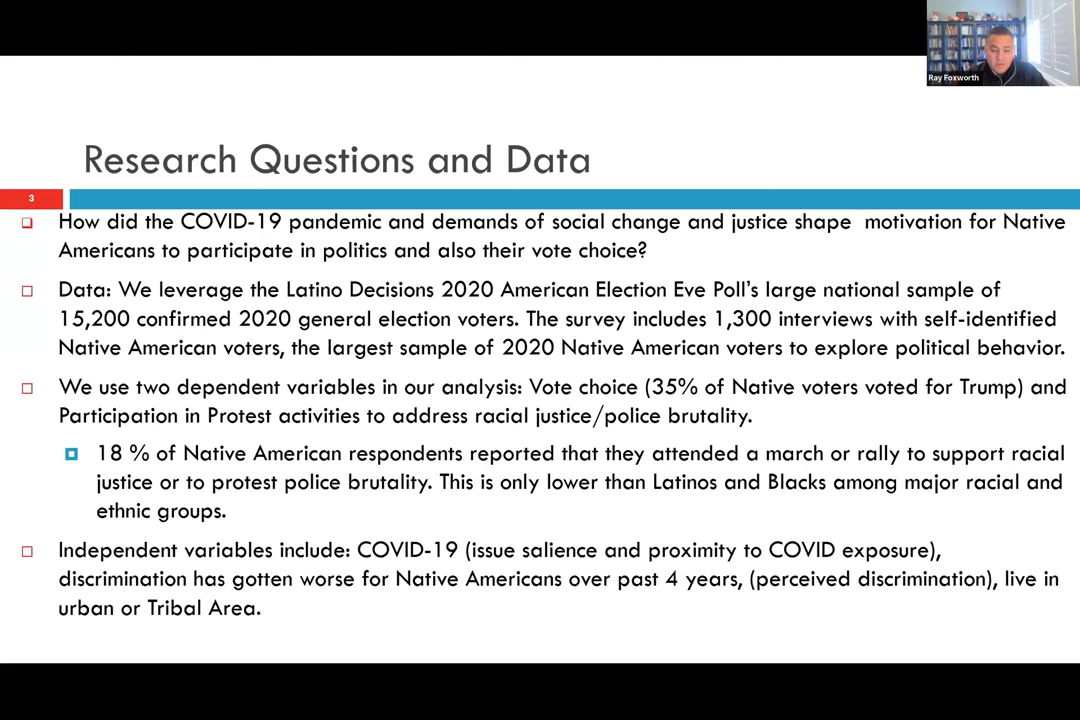 Ray Foxworth
Research Questions and Data
3
How did the COVID-19 pandemic and demands of social change and justice shape motivation for Native
Americans to participate in politics and also their vote choice?
Data: We leverage the Latino Decisions 2020 American Election Eve Poll's large national sample of
15,200 confirmed 2020 general election voters. The survey includes 1,300 interviews with self-identified
Native American voters, the largest sample of 2020 Native American voters to explore political behavior.
We use two dependent variables in our analysis: Vote choice (35% of Native voters voted for Trump) and
Participation in Protest activities to address racial justice/police brutality.
18 % of Native American respondents reported that they attended a march or rally to support racial
justice or to protest police brutality. This is only lower than Latinos and Blacks among major racial and
ethnic groups.
Independent variables include: COVID-19 (issue salience and proximity to COVID exposure),
discrimination has gotten worse for Native Americans over past 4 years, (perceived discrimination), live in
urban or Tribal Area.